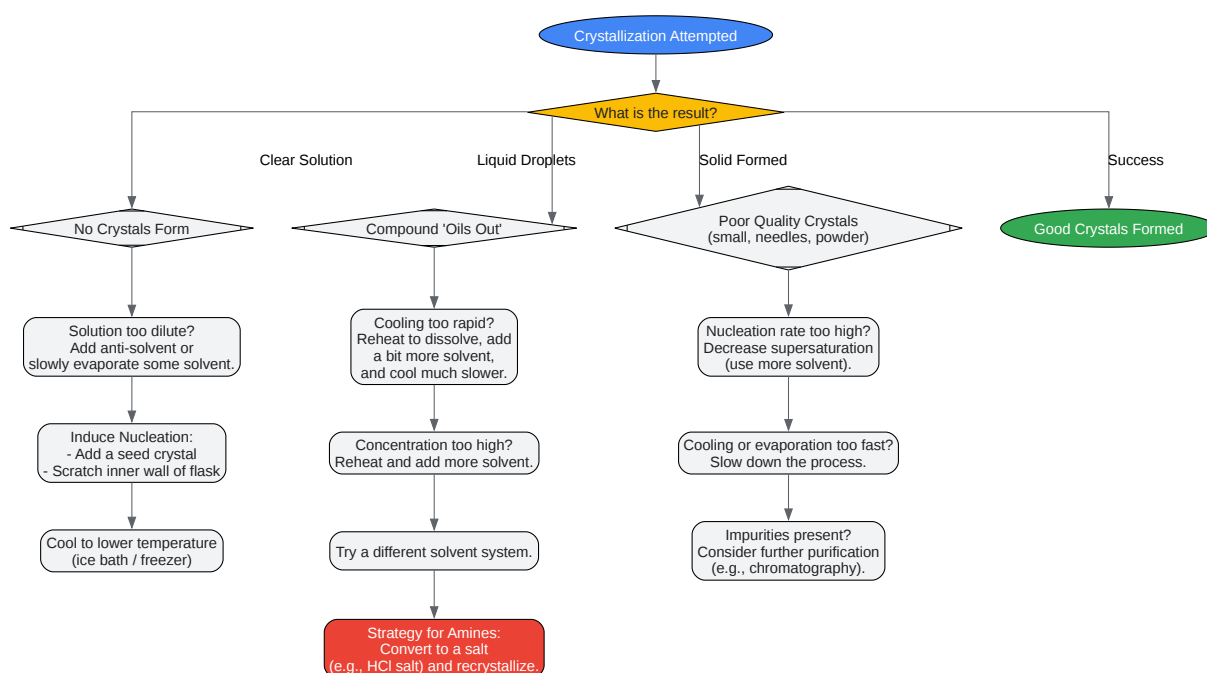 Crystallization Attempted
What is the result?
Clear Solution
Liquid Droplets
Solid Formed
Success
No Crystals Form
Compound 'Oils Out'
Poor Quality Crystals
(small, needles, powder)
Good Crystals Formed
Solution too dilute?
Add anti-solvent or
slowly evaporate some solvent.
Cooling too rapid?
Reheat to dissolve, add
a bit more solvent,
and cool much slower.
Nucleation rate too high?
Decrease supersaturation
(use more solvent).
Induce Nucleation:
- Add a seed crystal
- Scratch inner wall of flask
Concentration too high?
Reheat and add more solvent.
Cooling or evaporation too fast?
Slow down the process.
Cool to lower temperature
(ice bath / freezer)
Try a different solvent system.
Impurities present?
Consider further purification
(e.g., chromatography).
Strategy for Amines:
Convert to a salt
(e.g., HCl salt) and recrystallize.